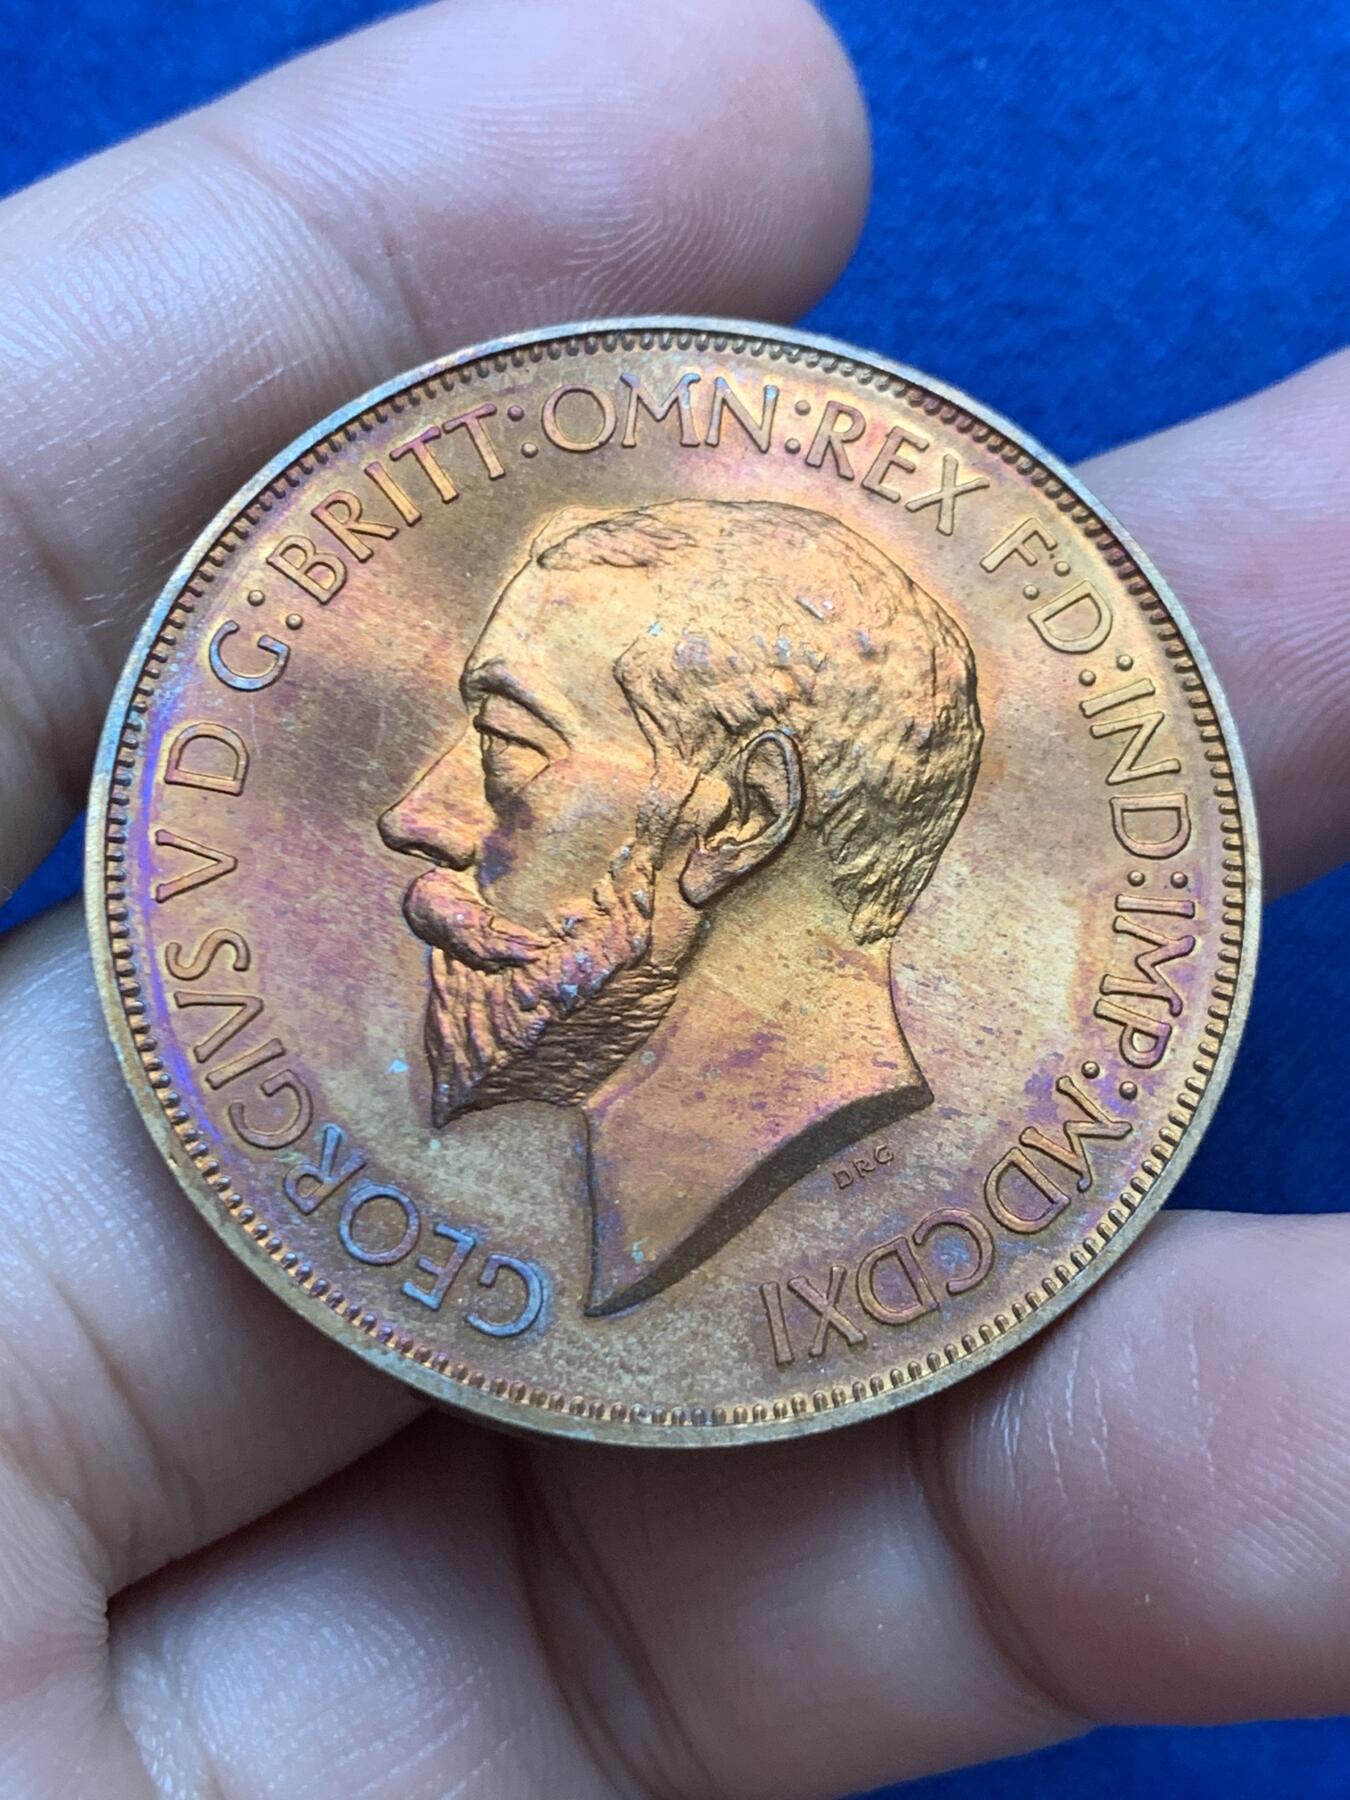 GEORGIVS V D G:BRITT:OMN:REX F:D:IND:IMP:MDCDXI
DRG